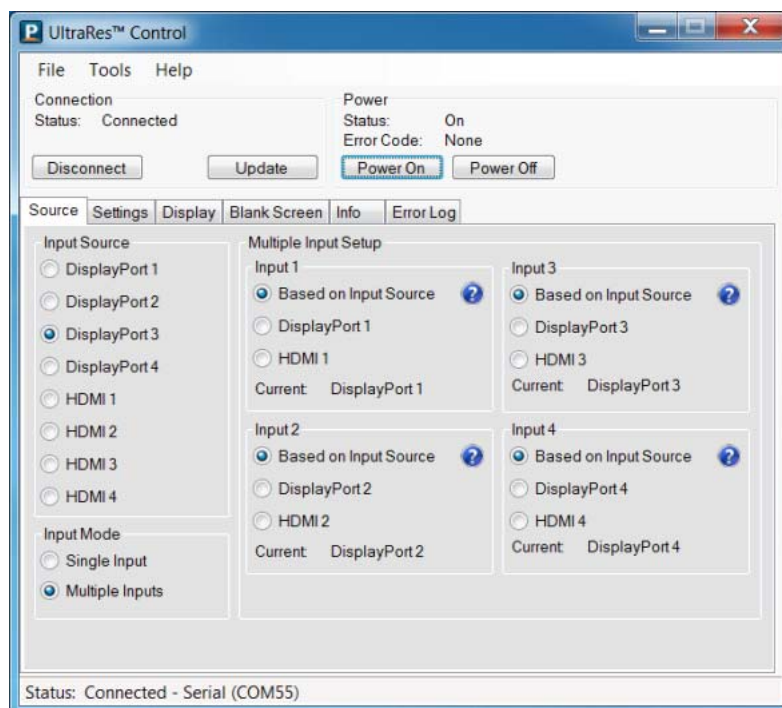 P UltraRes™ Control
File Tools Help
Connection
Status: Connected
Disconnect Update
Power
Status: On
Error Code: None
Power On Power Off
Source Settings Display Blank Screen Info Error Log
Input Source
DisplayPort 1
DisplayPort 2
DisplayPort 3
DisplayPort 4
HDMI 1
HDMI 2
HDMI 3
HDMI 4
Input Mode
Single Input
Multiple Inputs
Multiple Input Setup
Input 1
Based on Input Source ?
DisplayPort 1
HDMI 1
Current: DisplayPort 1
Input 2
Based on Input Source ?
DisplayPort 2
HDMI 2
Current: DisplayPort 2
Input 3
Based on Input Source ?
DisplayPort 3
HDMI 3
Current: DisplayPort 3
Input 4
Based on Input Source ?
DisplayPort 4
HDMI 4
Current: DisplayPort 4
Status: Connected - Serial (COM55)